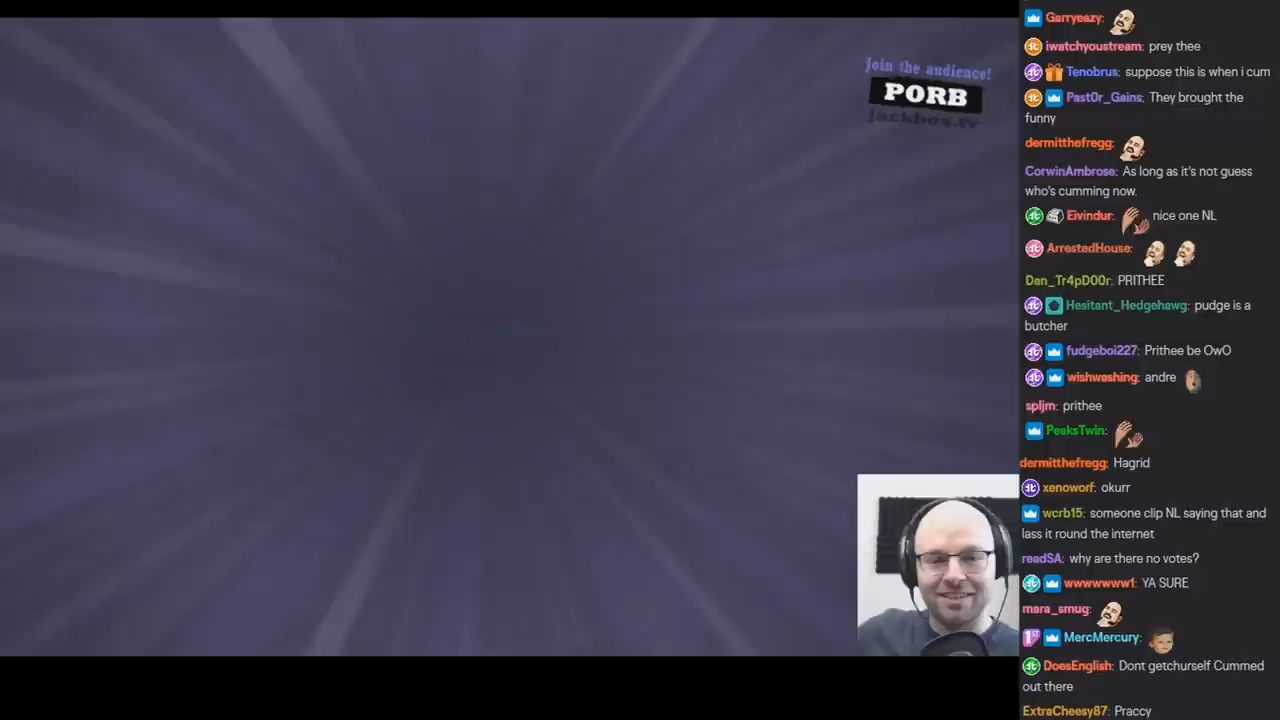 Join the audience!
PORB
jackbox.tv
Garryeazy:
iwatchyoustream: prey thee
Tenobrus: suppose this is when i cum
Past0r_Gains: They brought the
funny
dermitthefregg:
CorwinAmbrose: As long as it's not guess
who's cumming now.
Eivindur: nice one NL
ArrestedHouse:
Dan_Tr4pD00r: PRITHEE
Hesitant_Hedgehawg: pudge is a
butcher
fudgeboi227: Prithee be OwO
wishwashing: andre
spljm: prithee
PeaksTwin:
dermitthefregg: Hagrid
xenoworf: okurr
wcrb15: someone clip NL saying that and
lass it round the internet
readSA: why are there no votes?
wwwwwww1: YA SURE
mara_smug:
MercMercury:
DoesEnglish: Dont getchurself Cummed
out there
ExtraCheesy87: Praccy